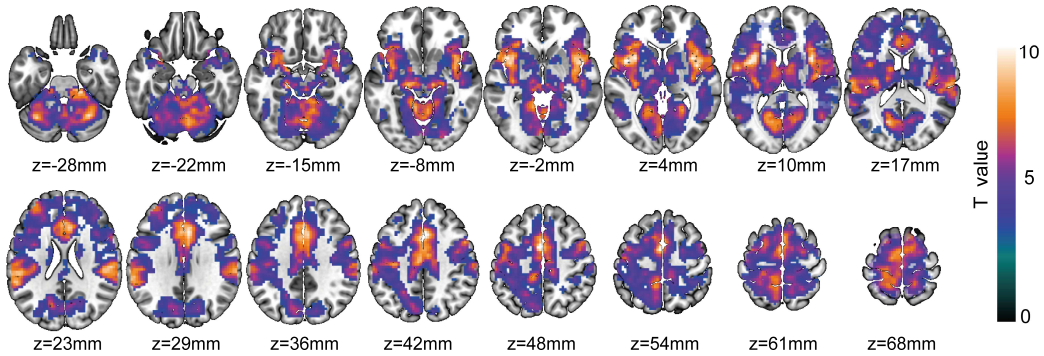 z=-28mm z=-22mm z=-15mm z=-8mm z=-2mm z=4mm z=10mm z=17mm
z=23mm z=29mm z=36mm z=42mm z=48mm z=54mm z=61mm z=68mm
10
5
0
T value